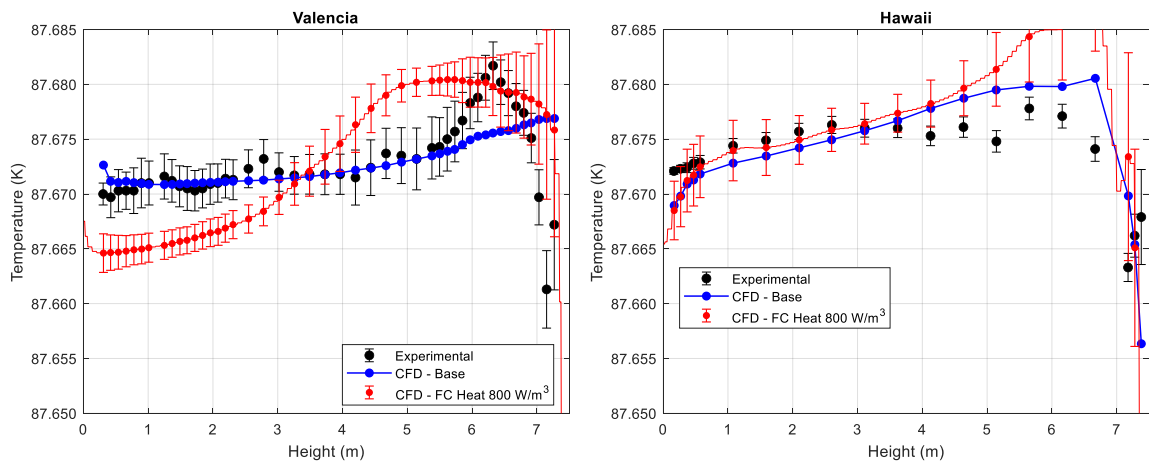 Valencia
87.685
87.680
87.675
87.670
87.665
87.660
87.655
87.650
Temperature (K)
0 1 2 3 4 5 6 7
Height (m)
Experimental
CFD - Base
CFD - FC Heat 800 W/m³
Hawaii
87.685
87.680
87.675
87.670
87.665
87.660
87.655
87.650
Temperature (K)
0 1 2 3 4 5 6 7
Height (m)
Experimental
CFD - Base
CFD - FC Heat 800 W/m³